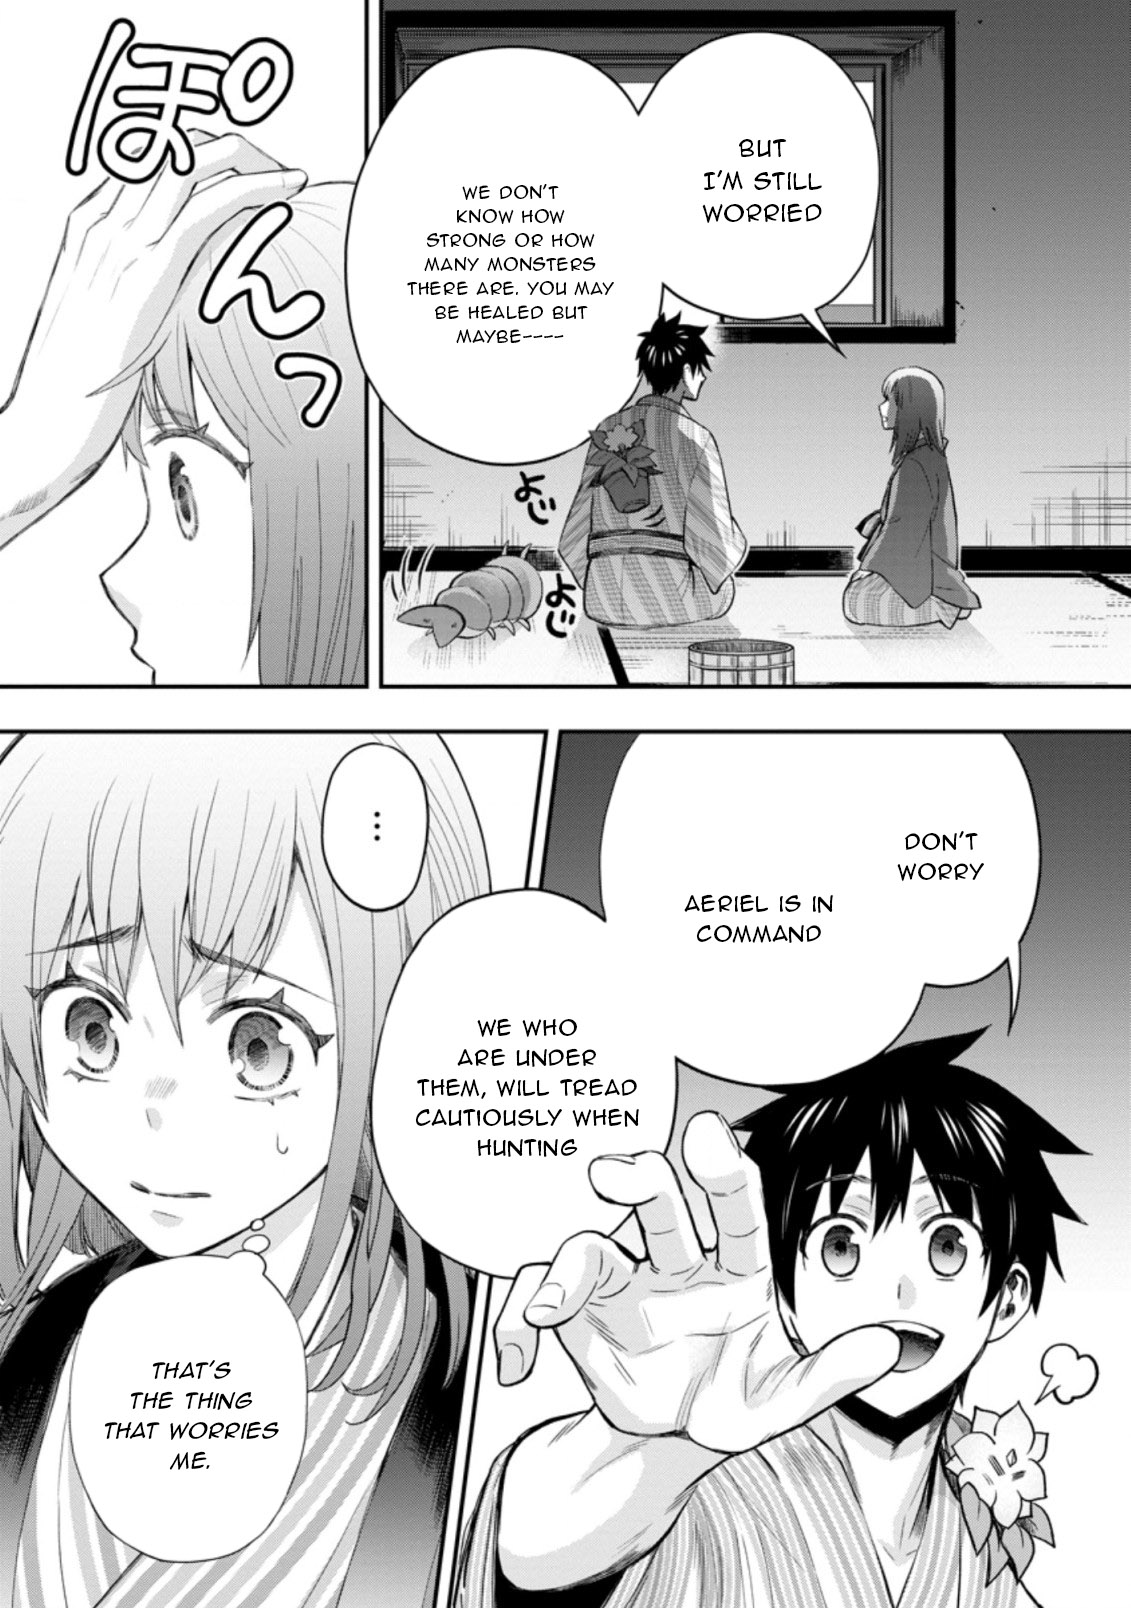 BUT
I'M STILL
WORRIED
WE DON'T
KNOW HOW
STRONG OR HOW
MANY MONSTERS
THERE ARE. YOU MAY
BE HEALED BUT
MAYBE----
よじ
よじ
ぽ
んっ
DON'T
WORRY
AERIEL IS IN
COMMAND
WE WHO
ARE UNDER
THEM, WILL TREAD
CAUTIOUSLY WHEN
HUNTING
...
THAT'S
THE THING
THAT WORRIES
ME.